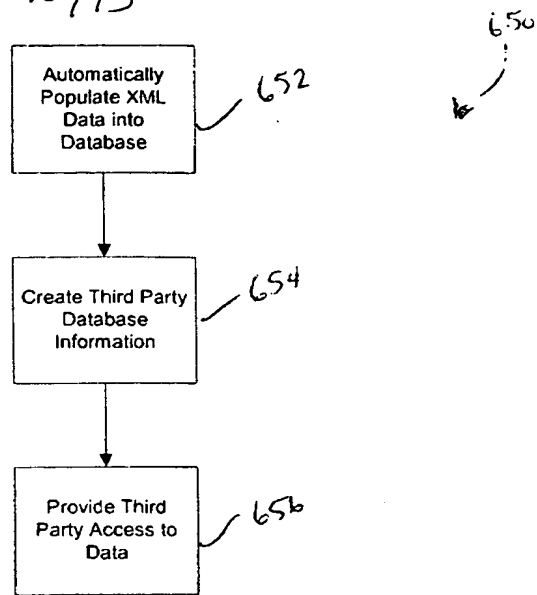 650
Automatically
Populate XML
Data into
Database
652
Create Third Party
Database
Information
654
Provide Third
Party Access to
Data
656